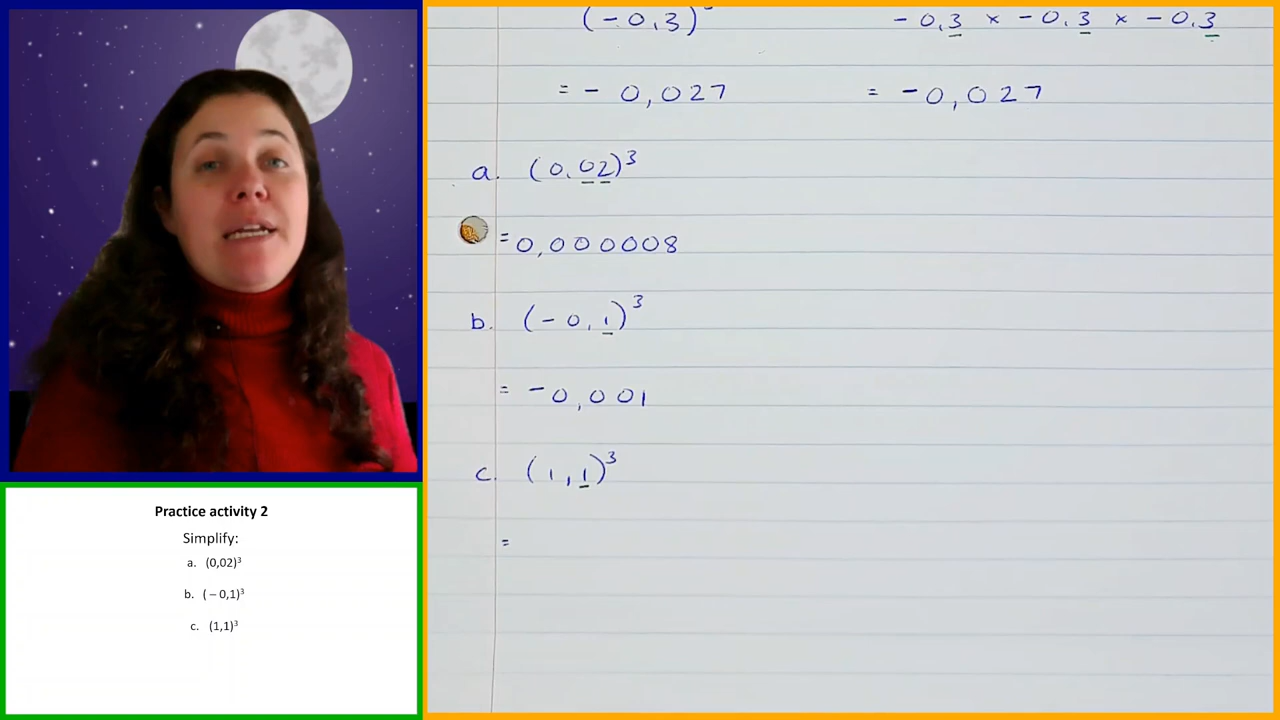 (-0,3)
-0,3 × -0,3 × -0,3
= -0,027
= -0,027
a. (0,02)³
= 0,000008
b. (-0,1)³
= -0,001
c. (1,1)³
=
Practice activity 2
Simplify:
a. (0,02)³
b. ( – 0,1)³
c. (1,1)³